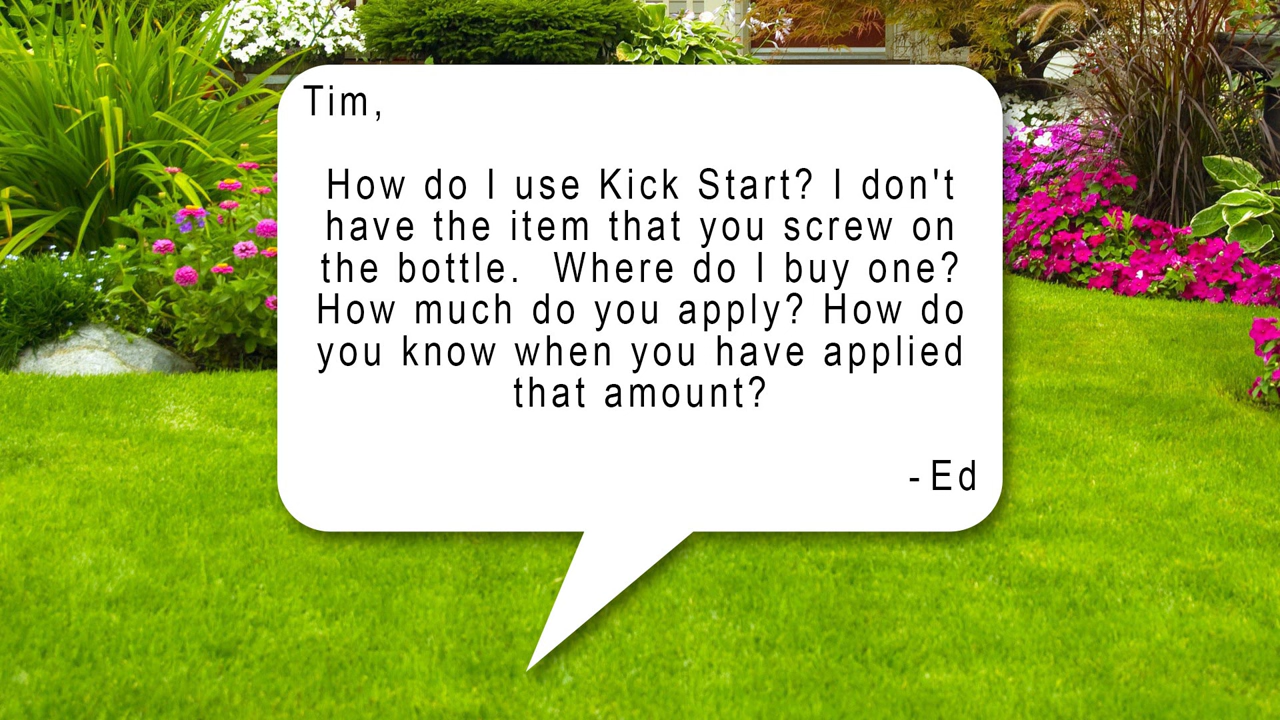 Tim,
How do I use Kick Start? I don't
have the item that you screw on
the bottle.  Where do I buy one?
How much do you apply? How do
you know when you have applied
that amount?
- Ed